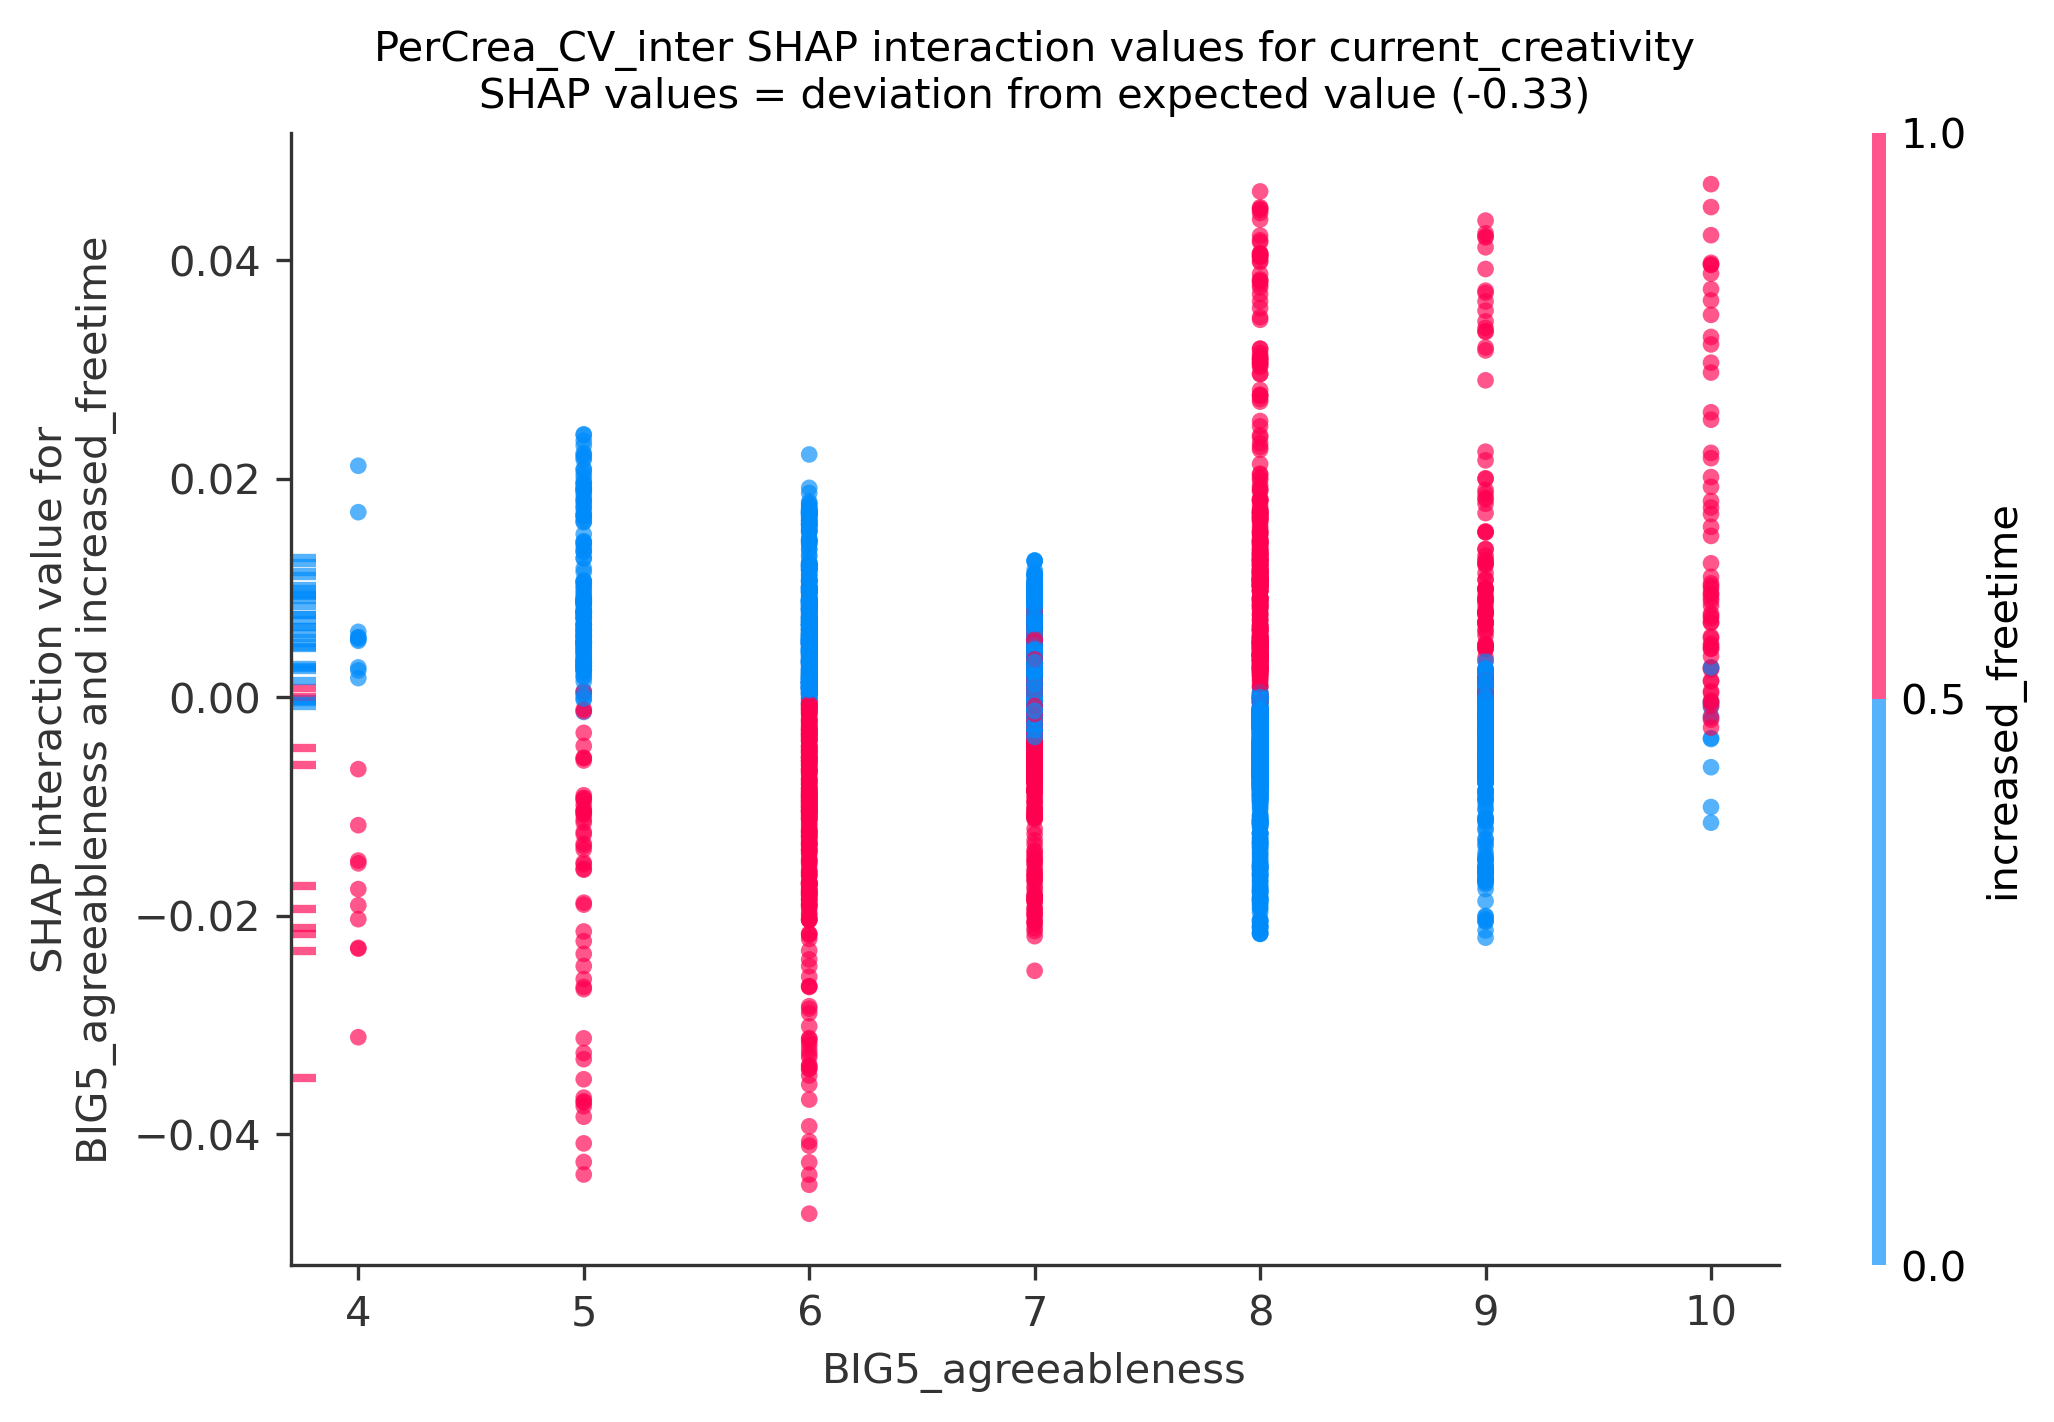 PerCrea_CV_inter SHAP interaction values for current_creativity
SHAP values = deviation from expected value (-0.33)
SHAP interaction value for
BIG5_agreeableness and increased_freetime
0.04
0.02
0.00
−0.02
−0.04
4
5
6
7
8
9
10
BIG5_agreeableness
1.0
0.5
0.0
increased_freetime